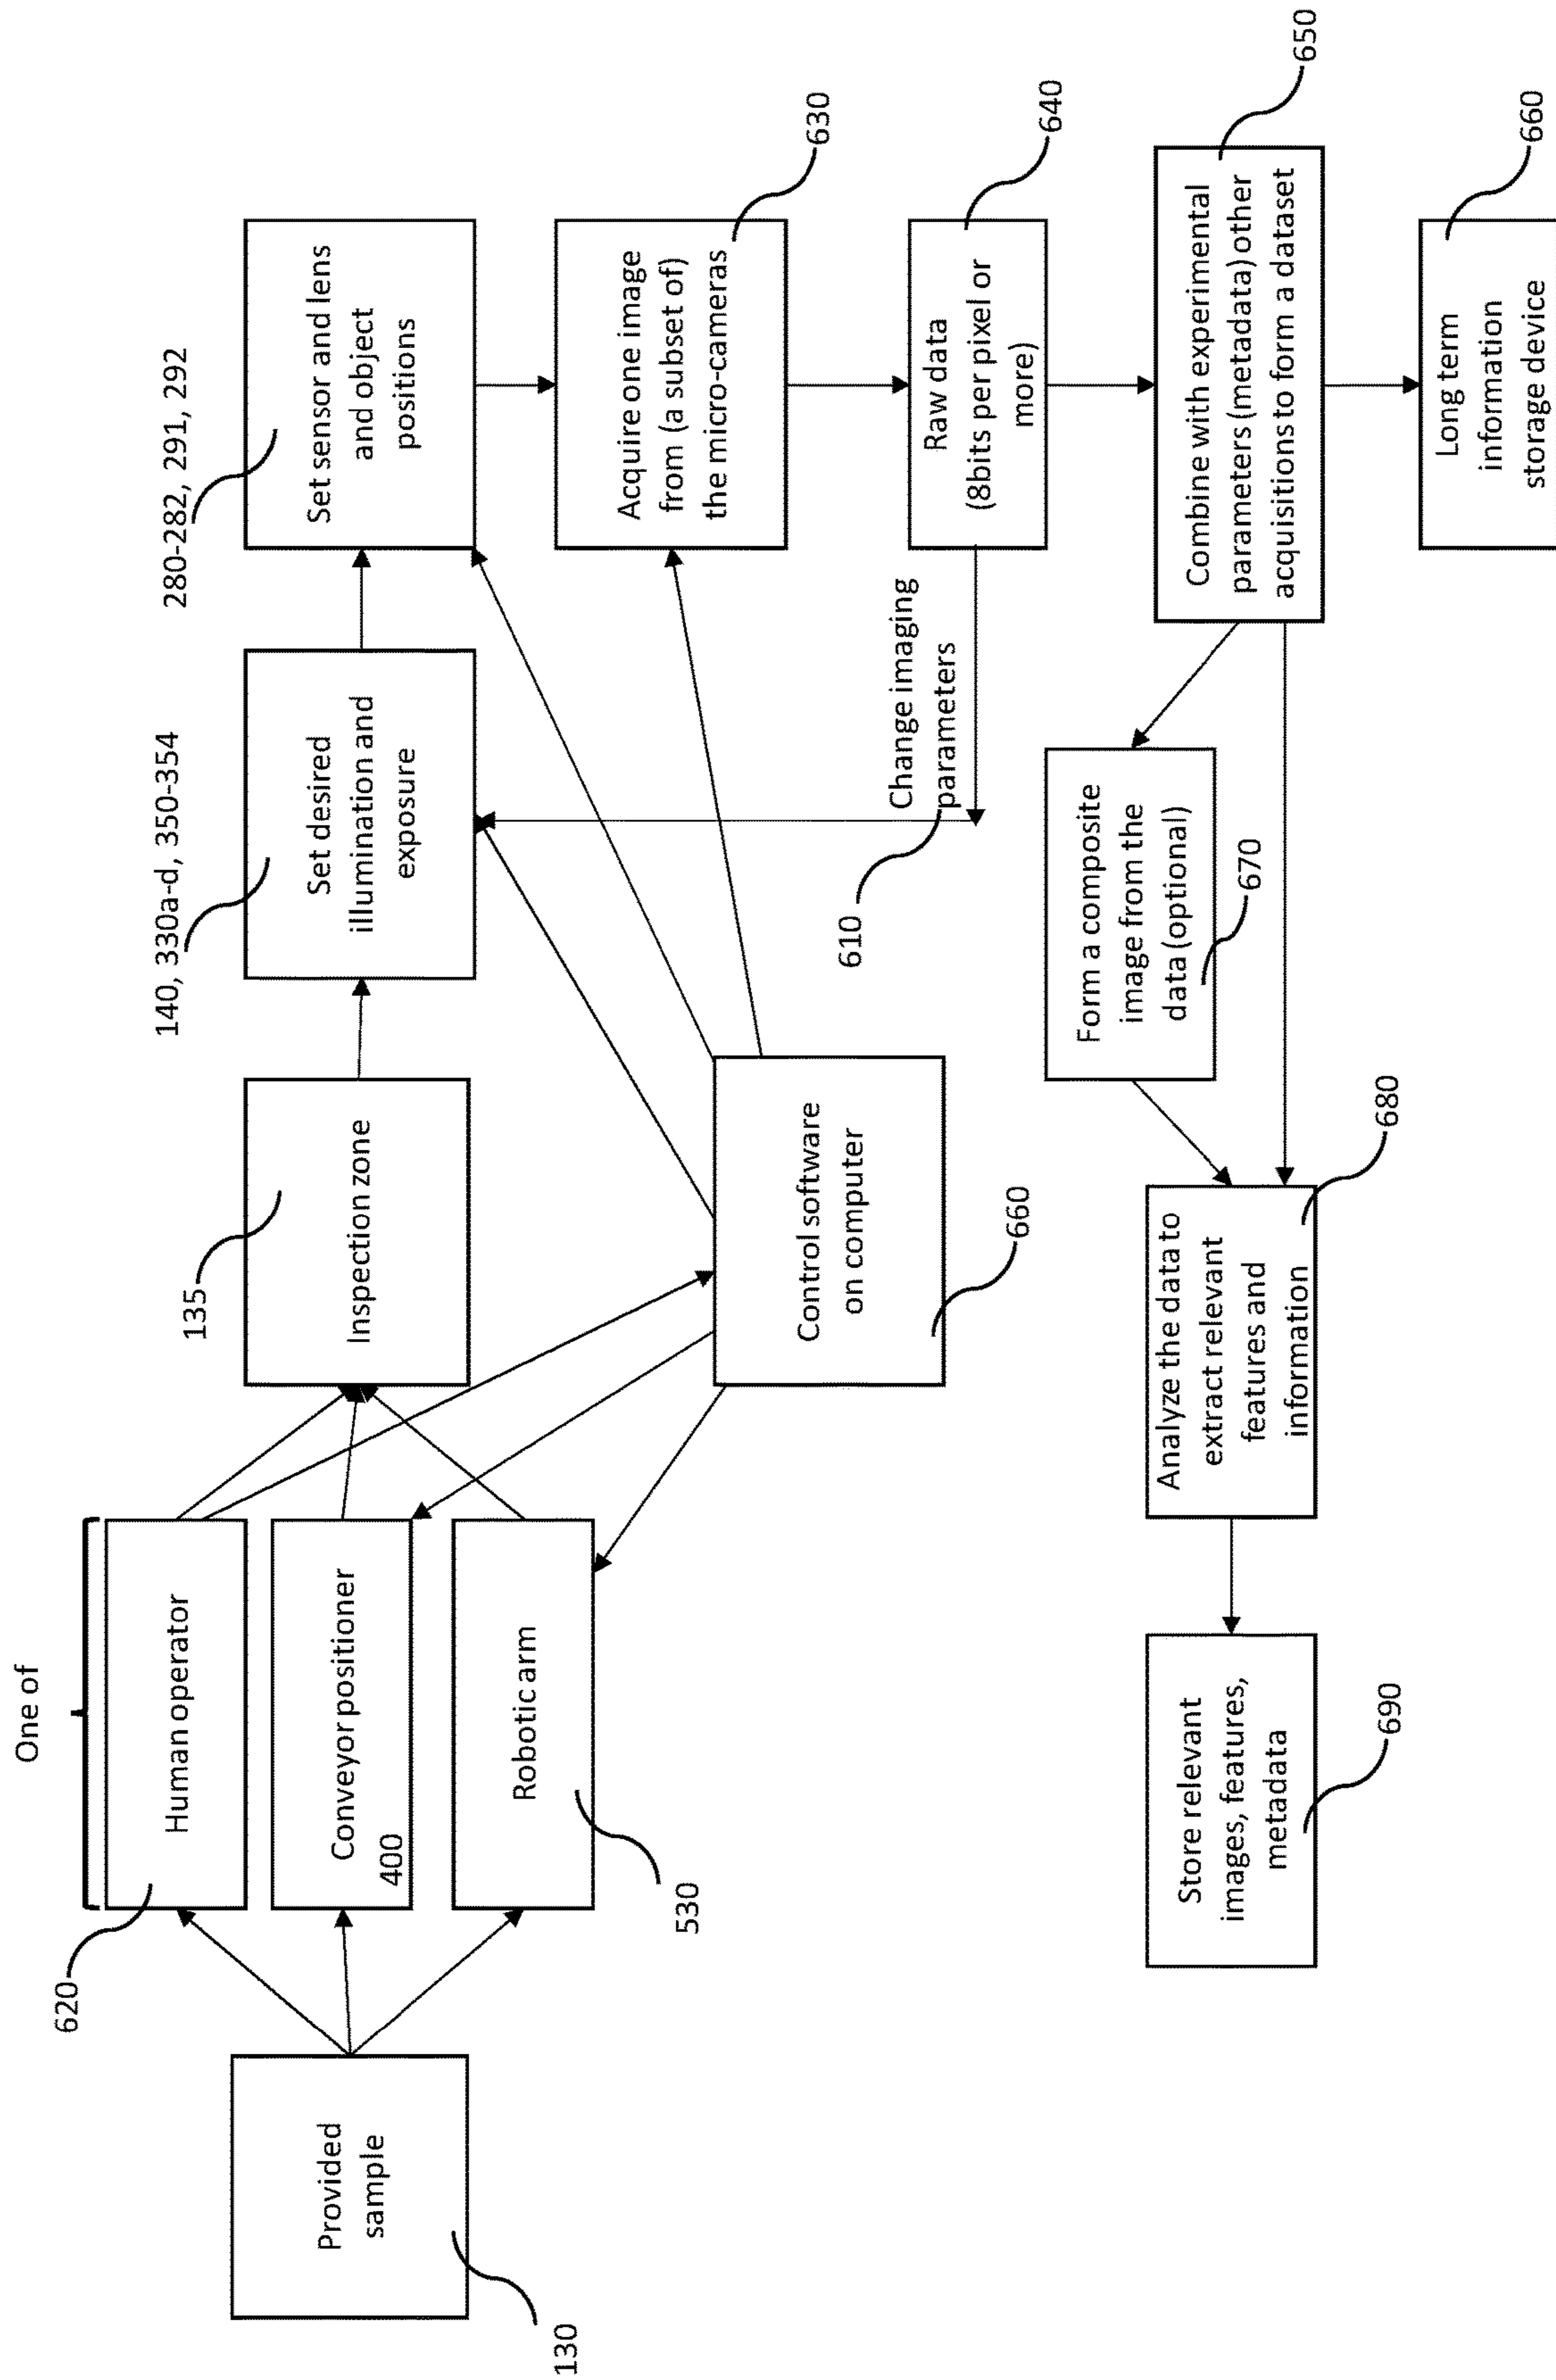 One of
620
Human operator
Conveyor positioner
400
Robotic arm
530
Provided
sample
130
135
Inspection zone
140, 330a-d, 350-354
Set desired
illumination and
exposure
280-282, 291, 292
Set sensor and lens
and object
positions
Control software
on computer
660
Acquire one image
from (a subset of)
the micro-cameras
630
610
Change imaging
parameters
Raw data
(8bits per pixel or
more)
640
Combine with experimental
parameters (metadata) other
acquisitions to form a dataset
650
Long term
information
storage device
660
Form a composite
image from the
data (optional)
670
Analyze the data to
extract relevant
features and
information
680
Store relevant
images, features,
metadata
690